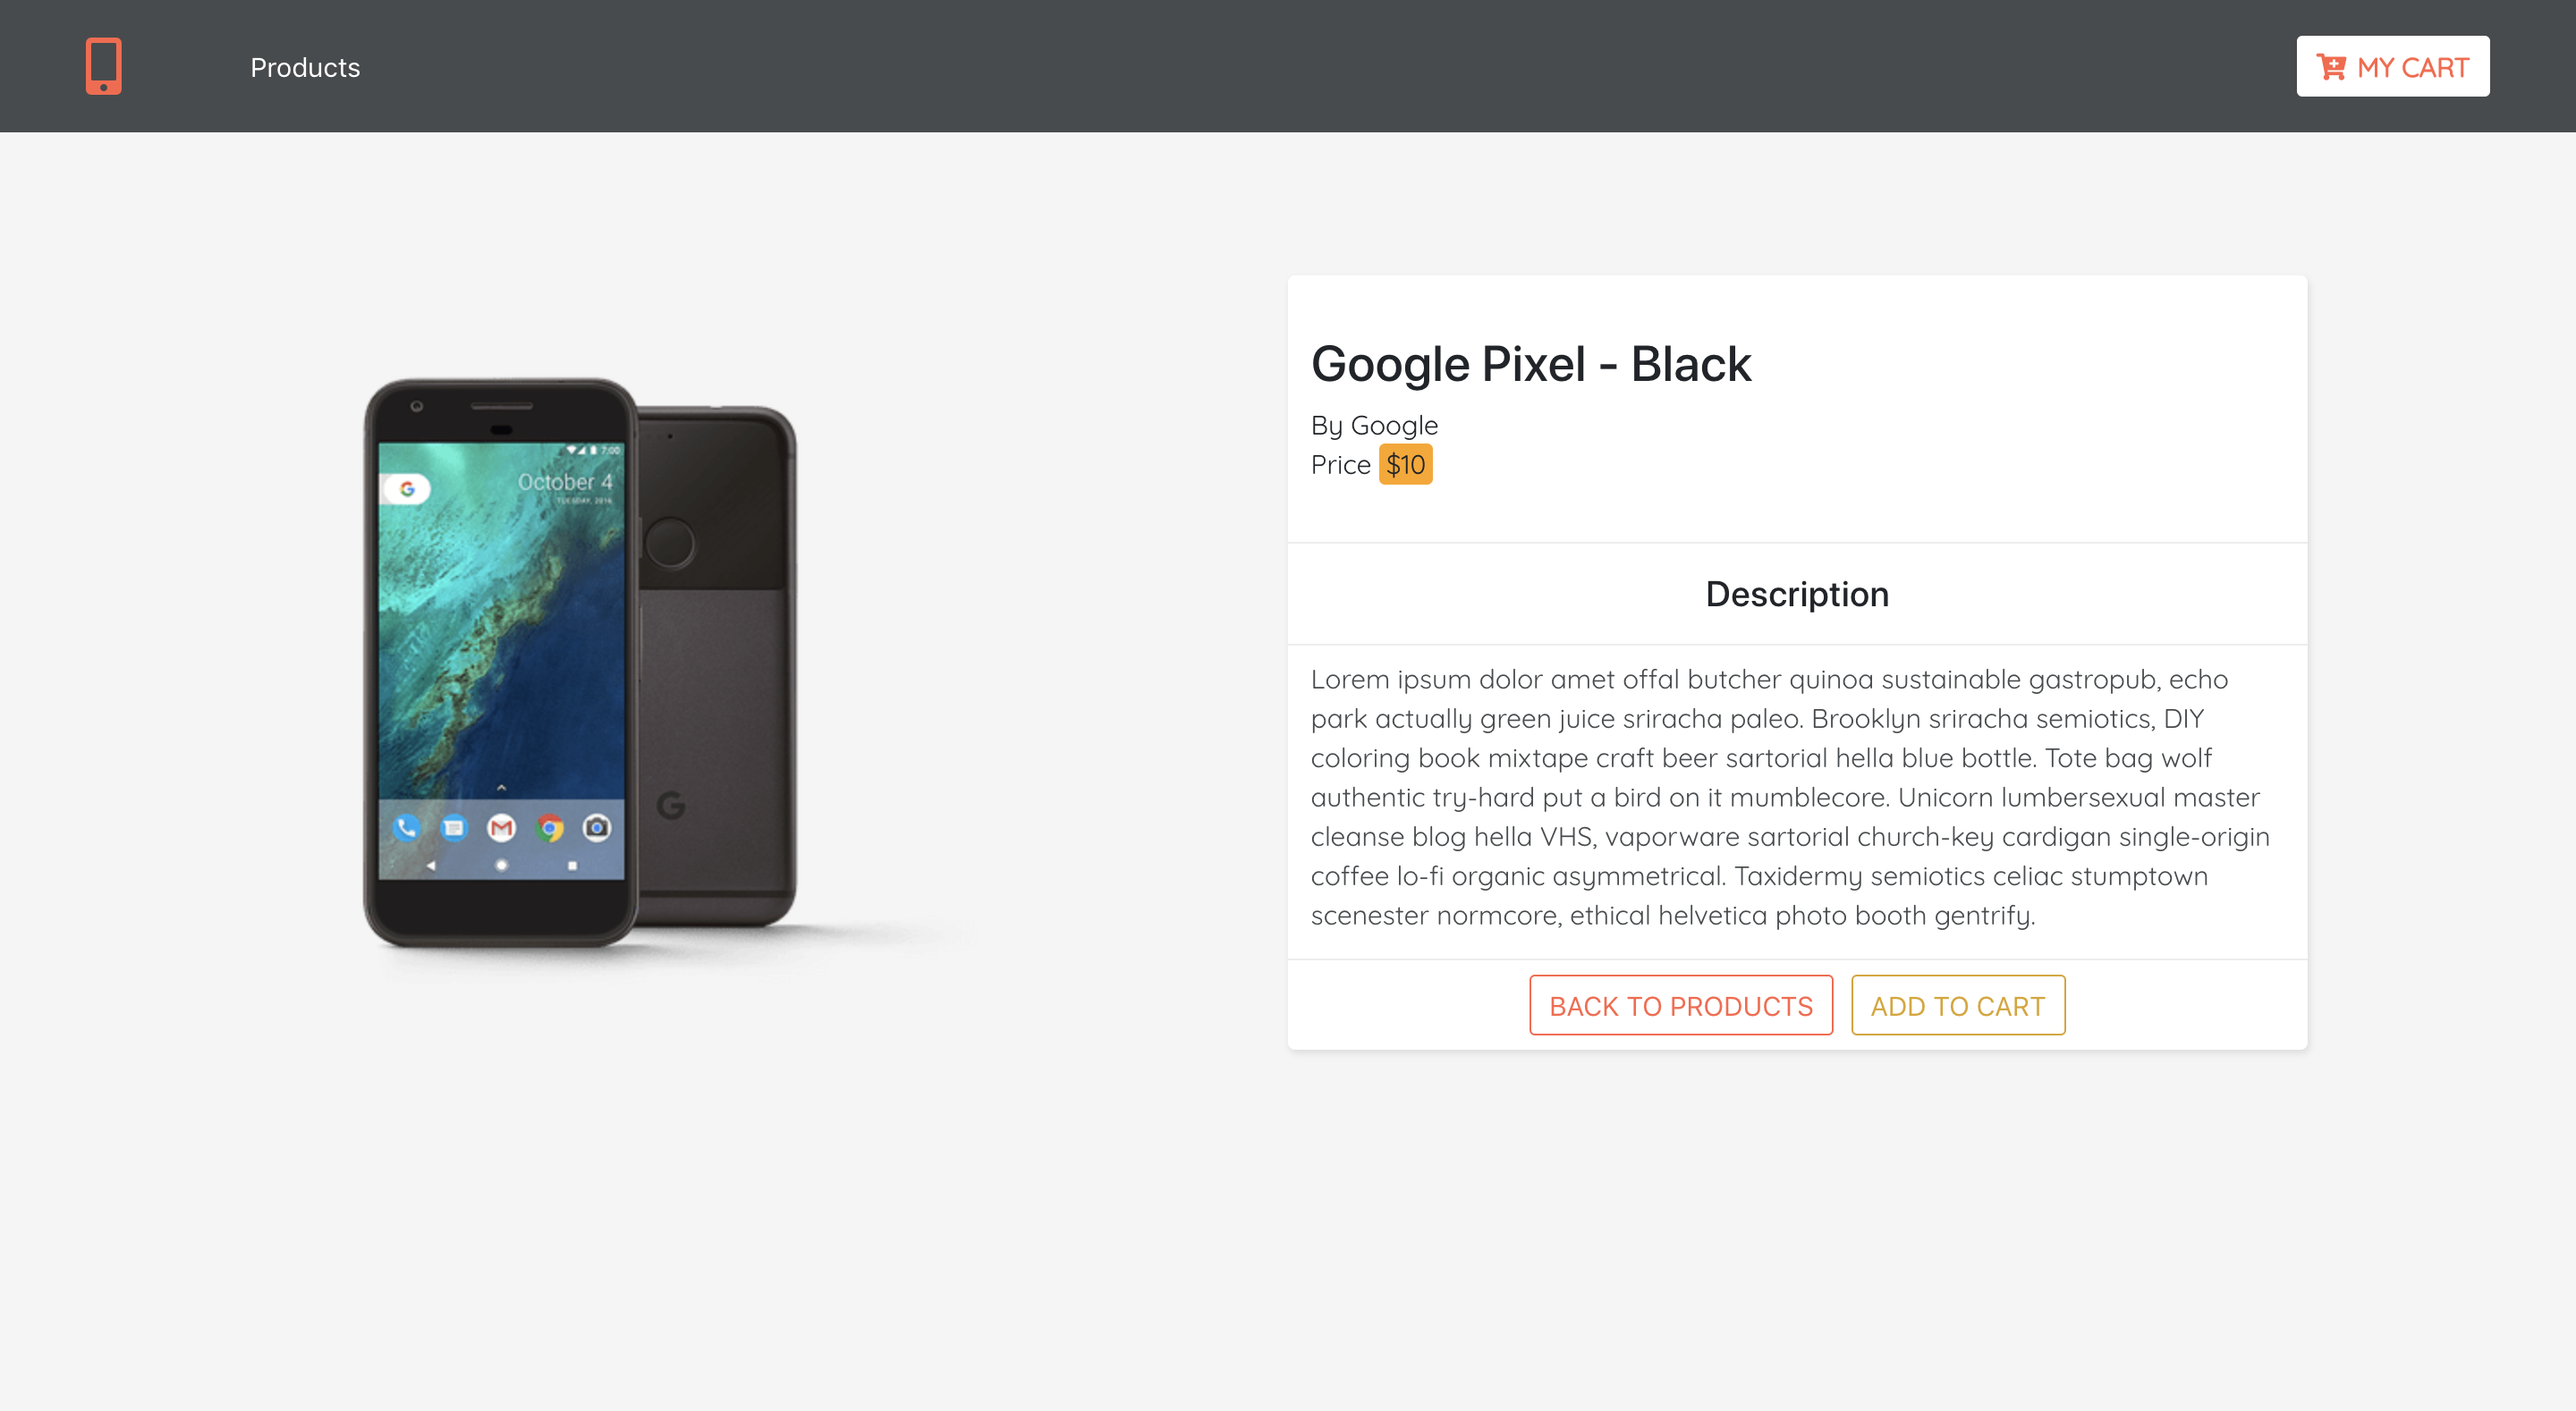 Products
MY CART
Google Pixel - Black
By Google
Price $10
7:00
October 4
TUESDAY, 2016
Description
Lorem ipsum dolor amet offal butcher quinoa sustainable gastropub, echo
park actually green juice sriracha paleo. Brooklyn sriracha semiotics, DIY
coloring book mixtape craft beer sartorial hella blue bottle. Tote bag wolf
authentic try-hard put a bird on it mumblecore. Unicorn lumbersexual master
cleanse blog hella VHS, vaporware sartorial church-key cardigan single-origin
coffee lo-fi organic asymmetrical. Taxidermy semiotics celiac stumptown
scenester normcore, ethical helvetica photo booth gentrify.
BACK TO PRODUCTS
ADD TO CART